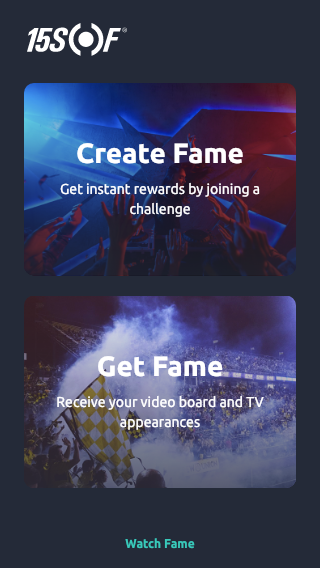 15SOF®
Create Fame
Get instant rewards by joining a
challenge
Get Fame
Receive your video board and TV
appearances
Watch Fame